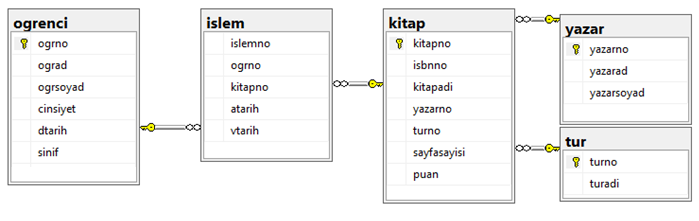 ogrenci
ogrno
ograd
ogrsoyad
cinsiyet
dtarih
sinif
islem
islemno
ogrno
kitapno
atarih
vtarih
kitap
kitapno
isbnno
kitapadi
yazarno
turno
sayfasayisi
puan
yazar
yazarno
yazarad
yazarsoyad
tur
turno
turadi